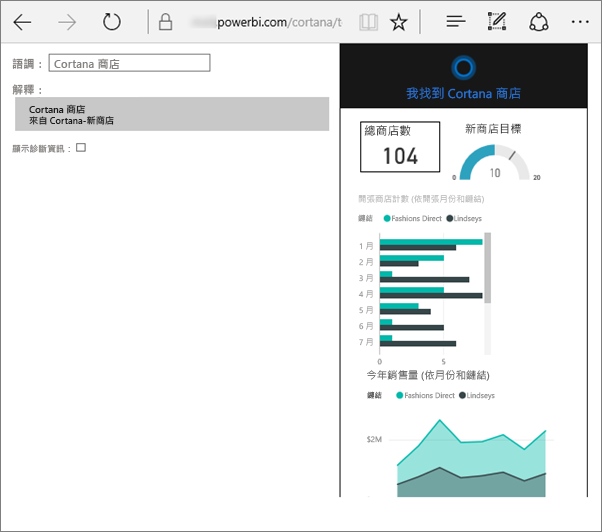 powerbi.com/cortana/t
語調： Cortana 商店
解釋：
Cortana 商店
來自 Cortana-新商店
顯示診斷資訊：
我找到 Cortana 商店
總商店數
104
新商店目標
10
0
20
開張商店計數 (依開張月份和鏈結)
鏈結 Fashions Direct Lindseys
1 月
2 月
3 月
4 月
5 月
6 月
7 月
0 5
今年銷售量 (依月份和鏈結)
鏈結 Fashions Direct Lindseys
$2M